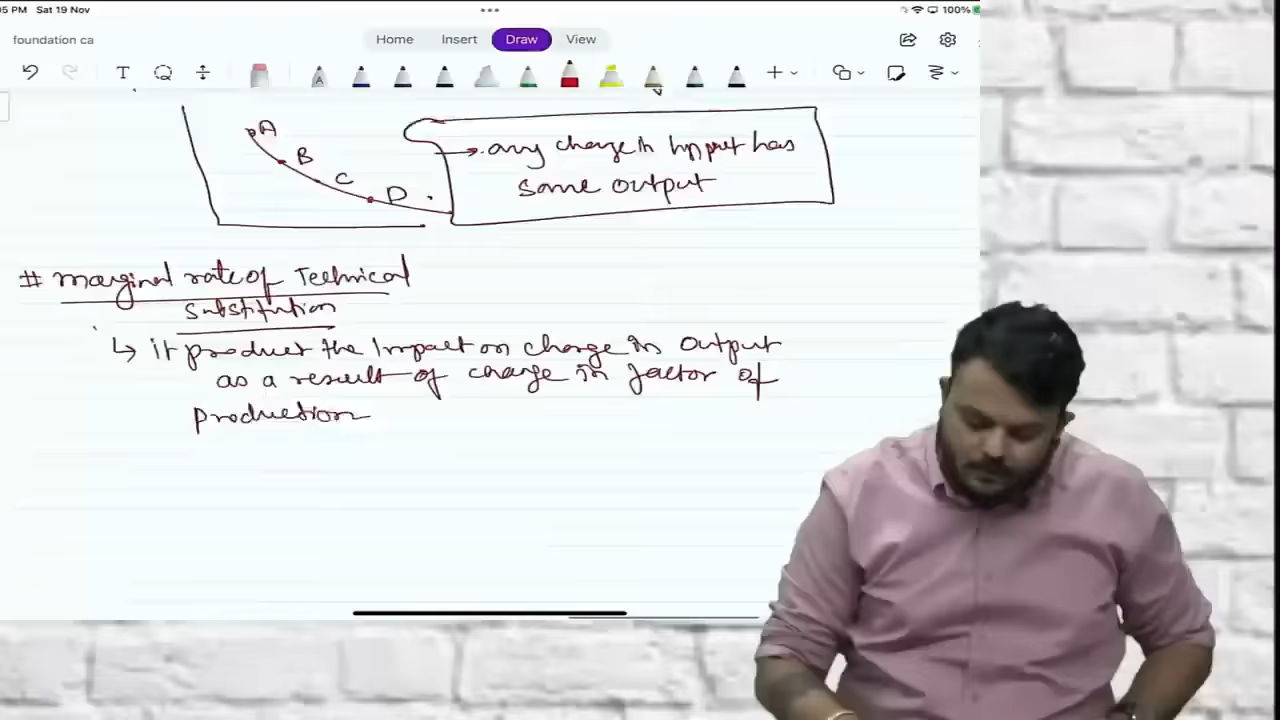 5 PM Sat 19 Nov
100%
foundation ca
Home Insert Draw View
T
A
A
B
C
D
any change in input has
same output
# marginal rate of Technical
substitution
it product the impact on change in output
as a result of change in factor of
production